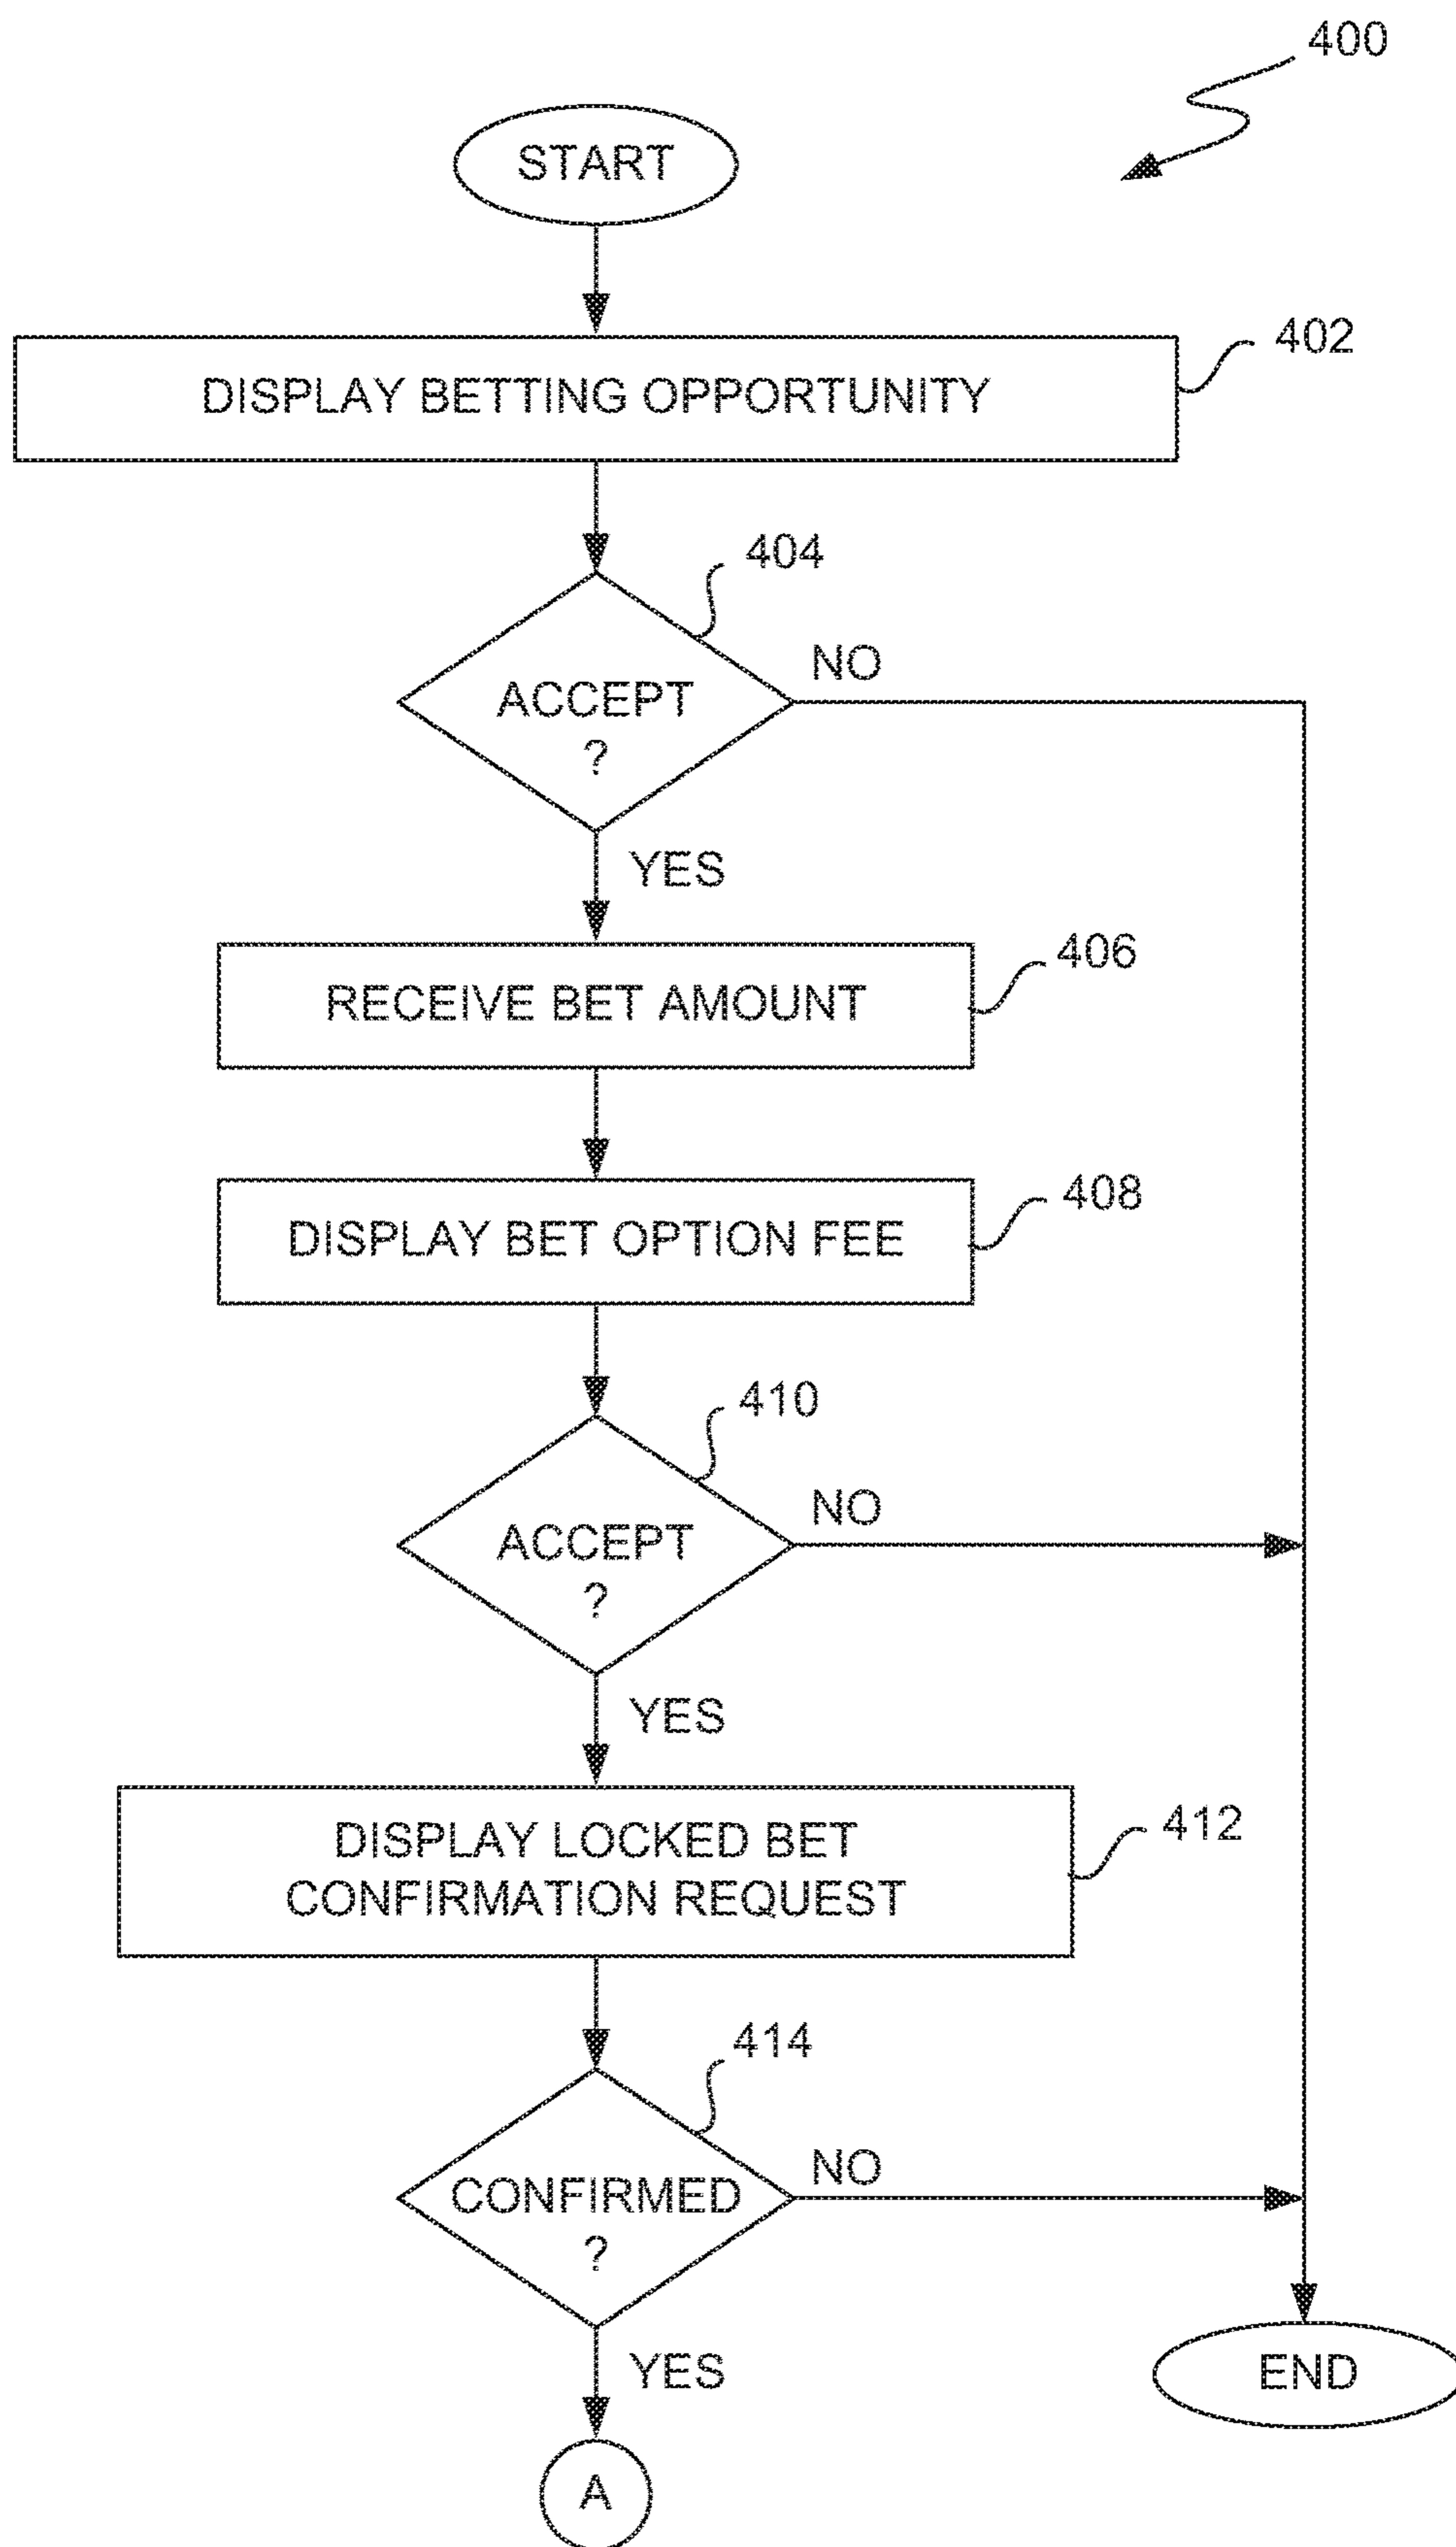 400
START
402
DISPLAY BETTING OPPORTUNITY
404
NO
ACCEPT
?
YES
406
RECEIVE BET AMOUNT
408
DISPLAY BET OPTION FEE
410
NO
ACCEPT
?
YES
412
DISPLAY LOCKED BET
CONFIRMATION REQUEST
414
NO
CONFIRMED
?
YES
END
A